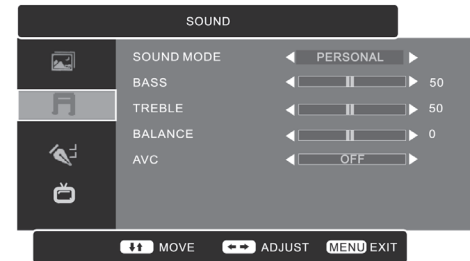 SOUND
SOUND MODE PERSONAL
BASS 50
TREBLE 50
BALANCE 0
AVC OFF
MOVE ADJUST MENU EXIT